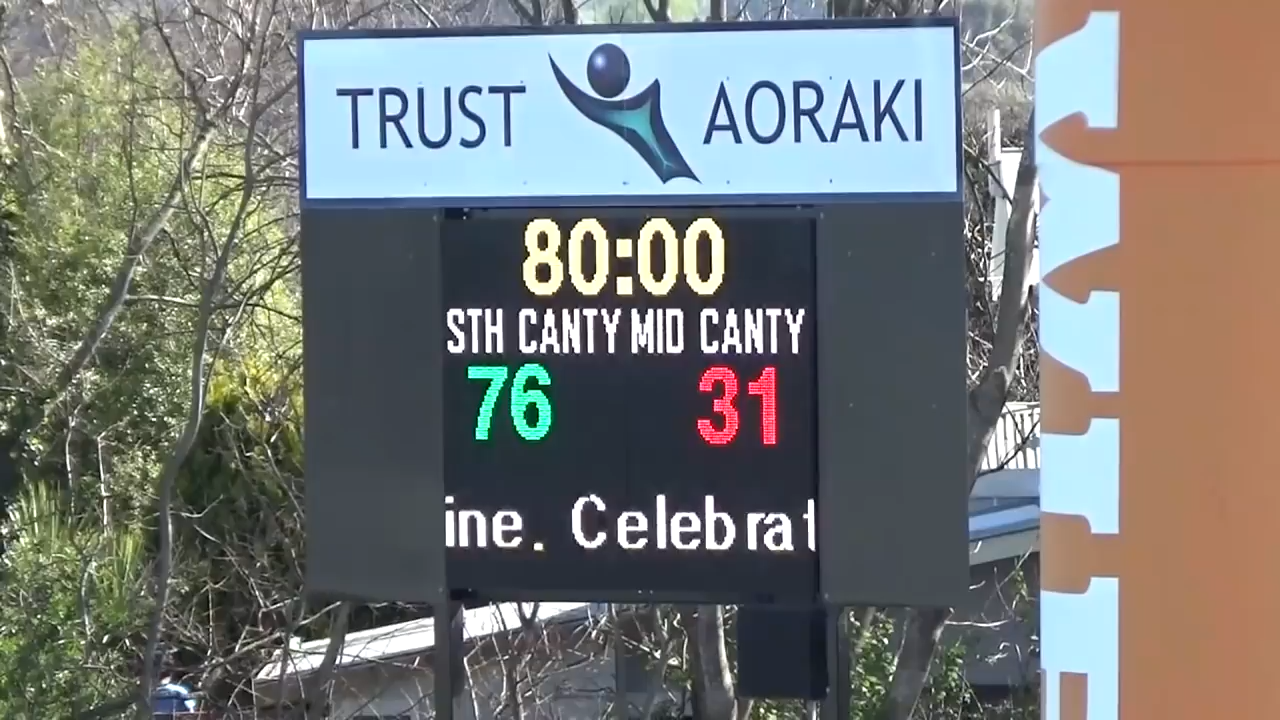 TRUST AORAKI
80:00
STH CANTY MID CANTY
76 31
ine. Celebrat